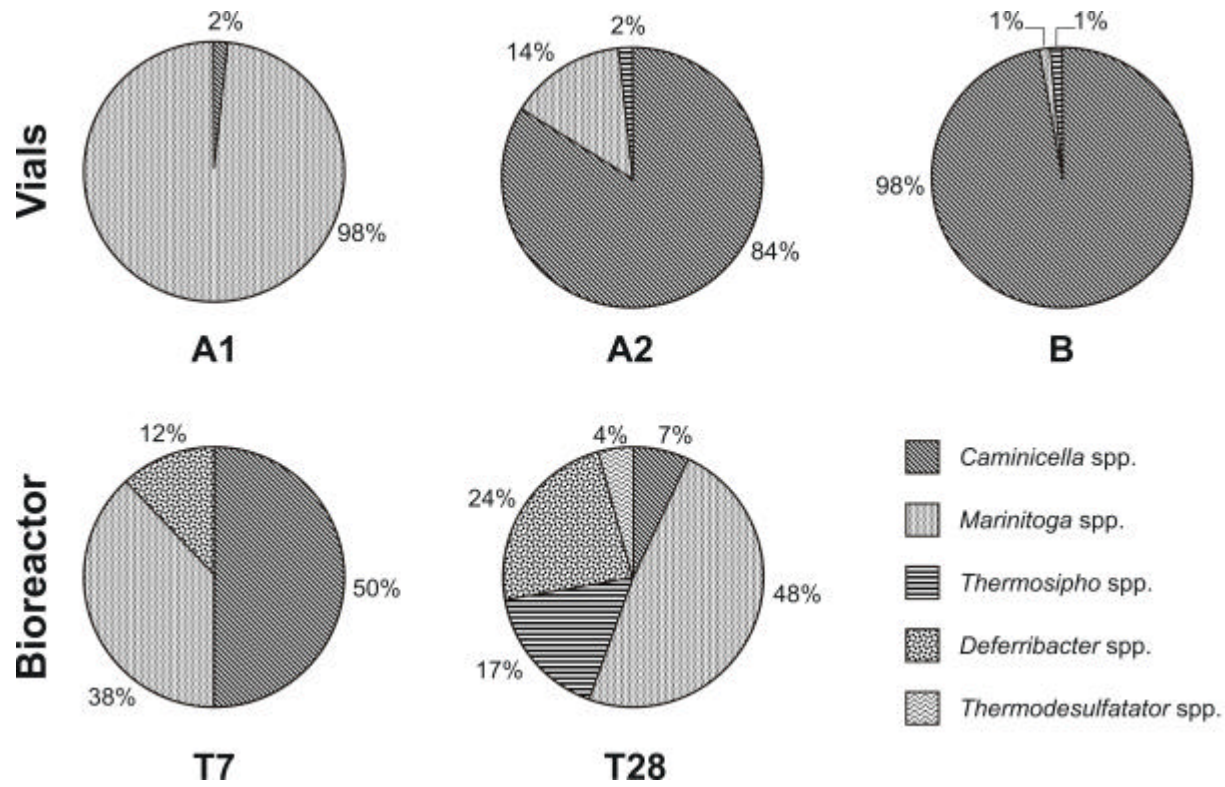 Vials
2%
98%
A1
2%
14%
84%
A2
1% 1%
98%
B
Bioreactor
12%
50%
38%
T7
4% 7%
24%
48%
17%
T28
Caminicella spp.
Marinitoga spp.
Thermosipho spp.
Deferribacter spp.
Thermodesulfatator spp.